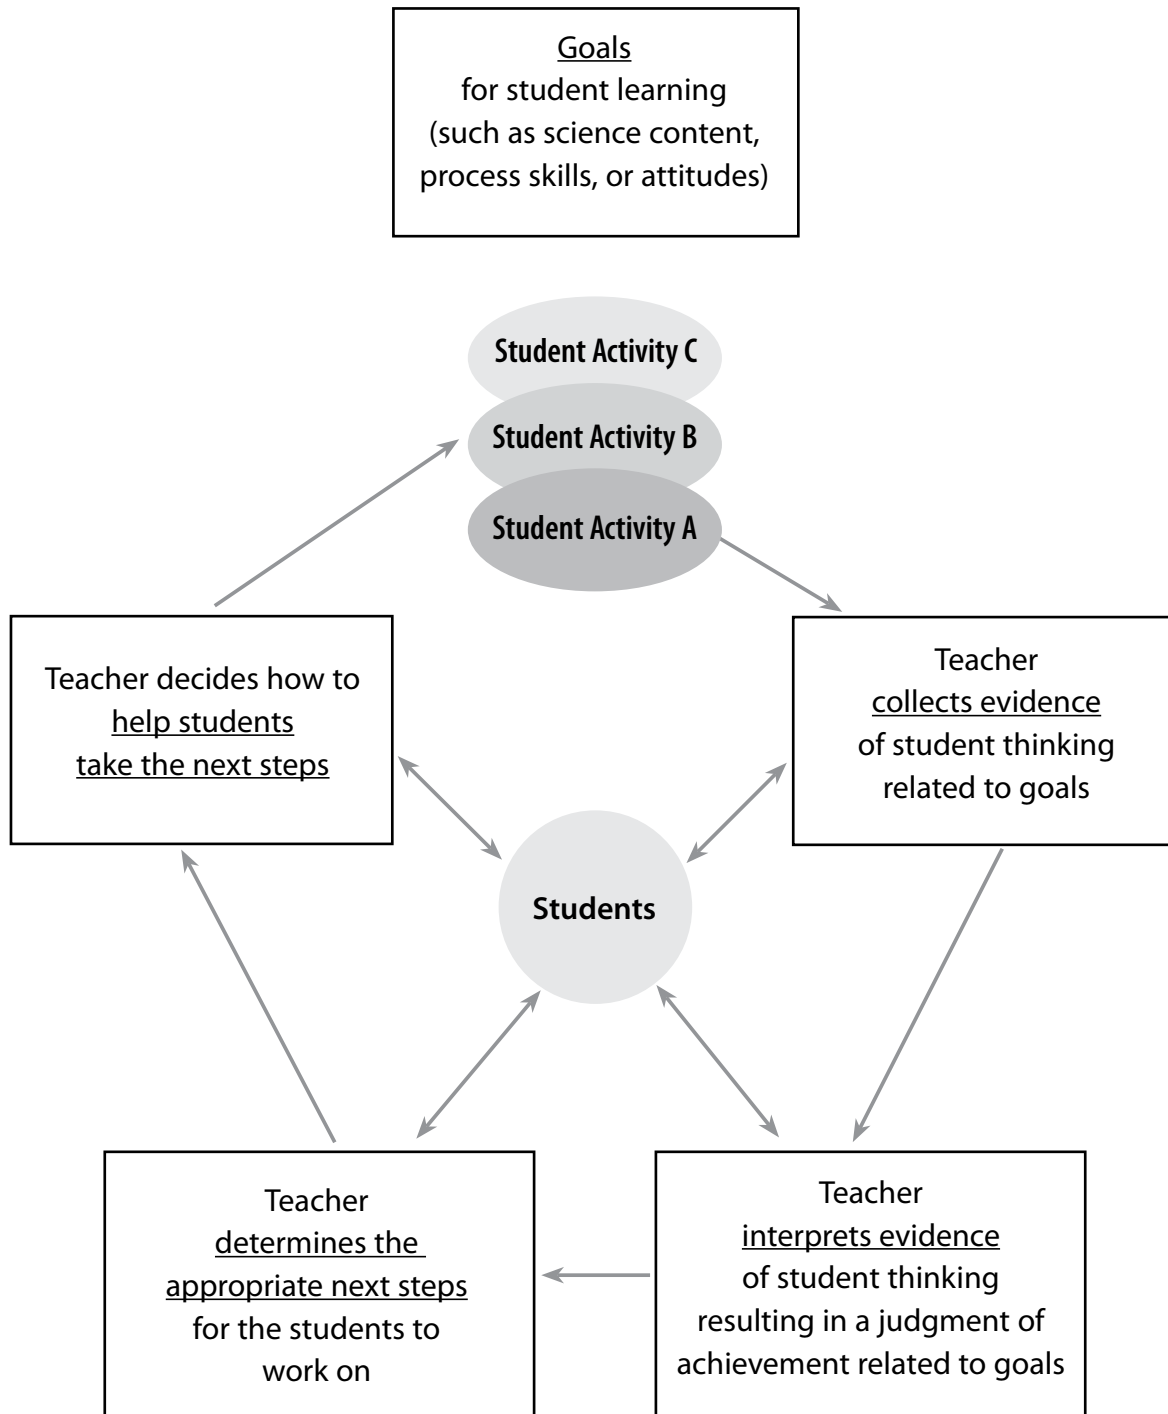 Goals
for student learning
(such as science content,
process skills, or attitudes)
Student Activity C
Student Activity B
Student Activity A
Teacher decides how to
help students
take the next steps
Teacher
collects evidence
of student thinking
related to goals
Students
Teacher
determines the
appropriate next steps
for the students to
work on
Teacher
interprets evidence
of student thinking
resulting in a judgment of
achievement related to goals